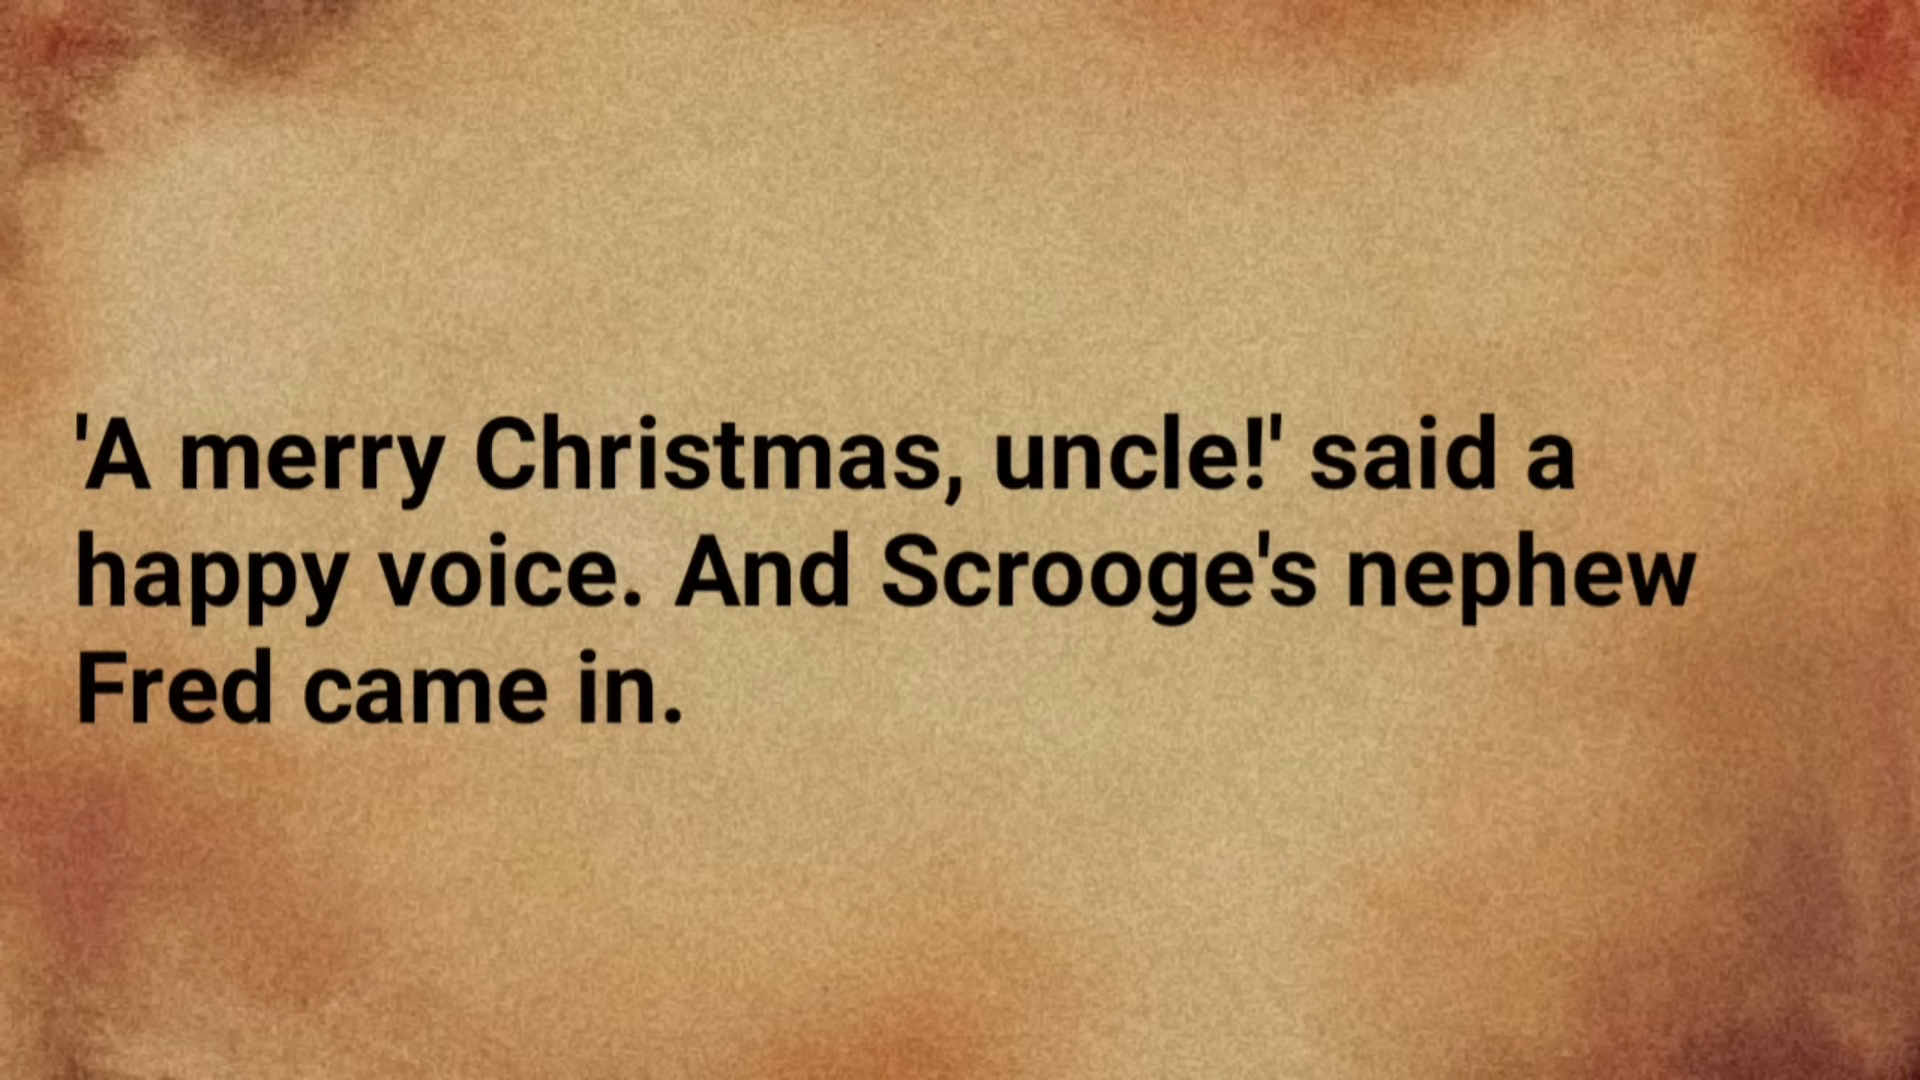 'A merry Christmas, uncle!' said a
happy voice. And Scrooge's nephew
Fred came in.